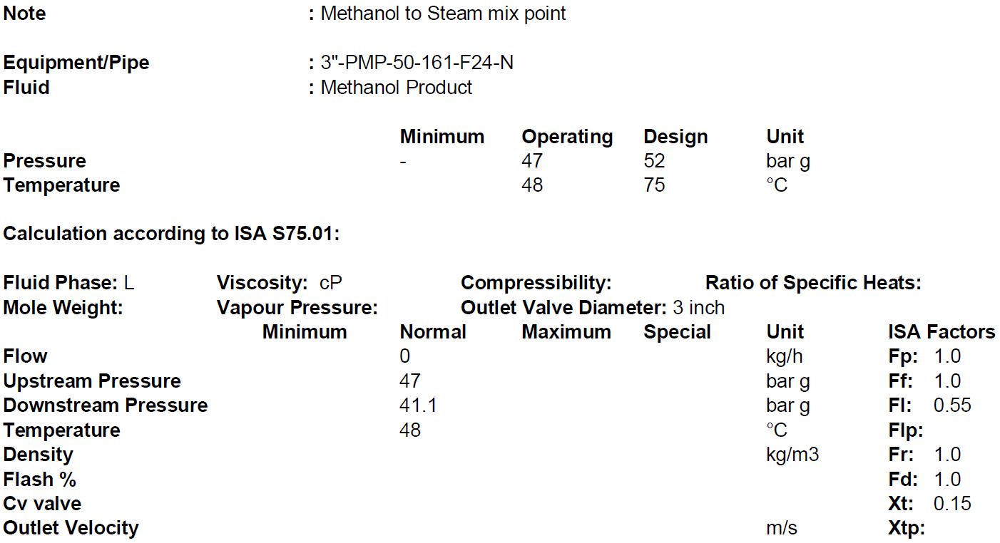 Note : Methanol to Steam mix point
Equipment/Pipe : 3"-PMP-50-161-F24-N
Fluid : Methanol Product
Minimum Operating Design Unit
Pressure - 47 52 bar g
Temperature 48 75 °C
Calculation according to ISA S75.01:
Fluid Phase: L Viscosity: cP Compressibility: Ratio of Specific Heats:
Mole Weight: Vapour Pressure: Outlet Valve Diameter: 3 inch
Minimum Normal Maximum Special Unit ISA Factors
Flow 0 kg/h Fp: 1.0
Upstream Pressure 47 bar g Ff: 1.0
Downstream Pressure 41.1 bar g Fl: 0.55
Temperature 48 °C Flp:
Density kg/m3 Fr: 1.0
Flash % Fd: 1.0
Cv valve Xt: 0.15
Outlet Velocity m/s Xtp: